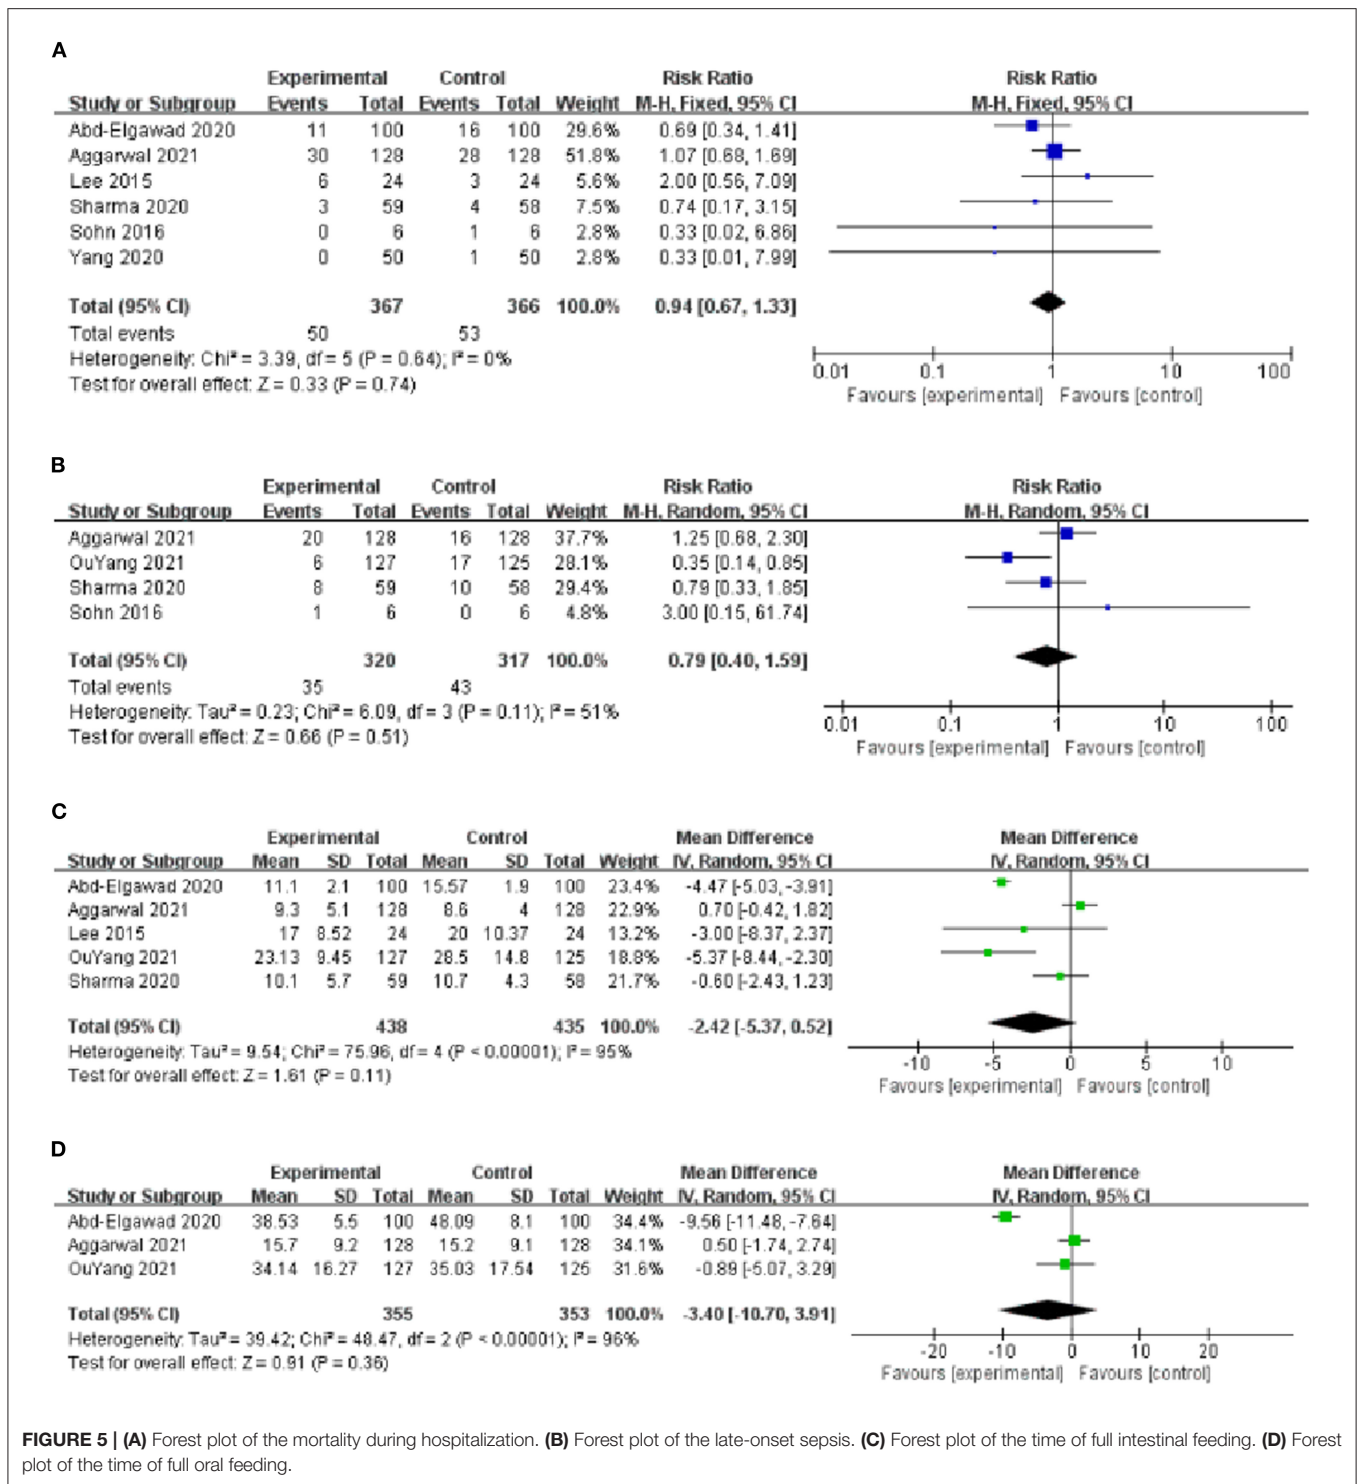 A
Experimental Control Risk Ratio Risk Ratio
Study or Subgroup Events Total Events Total Weight M-H, Fixed, 95% CI M-H, Fixed, 95% CI
Abd-Elgawad 2020 11 100 16 100 29.6% 0.69 [0.34, 1.41]
Aggarwal 2021 30 128 28 128 51.8% 1.07 [0.68, 1.69]
Lee 2015 6 24 3 24 5.6% 2.00 [0.56, 7.09]
Sharma 2020 3 59 4 58 7.5% 0.74 [0.17, 3.15]
Sohn 2016 0 6 1 6 2.8% 0.33 [0.02, 6.86]
Yang 2020 0 50 1 50 2.8% 0.33 [0.01, 7.99]
Total (95% CI) 367 366 100.0% 0.94 [0.67, 1.33]
Total events 50 53
Heterogeneity: Chi² = 3.39, df = 5 (P = 0.64); I² = 0%
Test for overall effect: Z = 0.33 (P = 0.74)
0.01 0.1 1 10 100
Favours [experimental] Favours [control]
B
Experimental Control Risk Ratio Risk Ratio
Study or Subgroup Events Total Events Total Weight M-H, Random, 95% CI M-H, Random, 95% CI
Aggarwal 2021 20 128 16 128 37.7% 1.25 [0.68, 2.30]
OuYang 2021 6 127 17 125 28.1% 0.35 [0.14, 0.85]
Sharma 2020 8 59 10 58 29.4% 0.79 [0.33, 1.85]
Sohn 2016 1 6 0 6 4.8% 3.00 [0.15, 61.74]
Total (95% CI) 320 317 100.0% 0.79 [0.40, 1.59]
Total events 35 43
Heterogeneity: Tau² = 0.23; Chi² = 6.09, df = 3 (P = 0.11); I² = 51%
Test for overall effect: Z = 0.66 (P = 0.51)
0.01 0.1 1 10 100
Favours [experimental] Favours [control]
C
Experimental Control Mean Difference Mean Difference
Study or Subgroup Mean SD Total Mean SD Total Weight IV, Random, 95% CI IV, Random, 95% CI
Abd-Elgawad 2020 11.1 2.1 100 15.57 1.9 100 23.4% -4.47 [-5.03, -3.91]
Aggarwal 2021 9.3 5.1 128 8.6 4 128 22.9% 0.70 [-0.42, 1.82]
Lee 2015 17 8.52 24 20 10.37 24 13.2% -3.00 [-8.37, 2.37]
OuYang 2021 23.13 9.45 127 28.5 14.8 125 18.8% -5.37 [-8.44, -2.30]
Sharma 2020 10.1 5.7 59 10.7 4.3 58 21.7% -0.60 [-2.43, 1.23]
Total (95% CI) 438 435 100.0% -2.42 [-5.37, 0.52]
Heterogeneity: Tau² = 9.54; Chi² = 75.96, df = 4 (P < 0.00001); I² = 95%
Test for overall effect: Z = 1.61 (P = 0.11)
-10 -5 0 5 10
Favours [experimental] Favours [control]
D
Experimental Control Mean Difference Mean Difference
Study or Subgroup Mean SD Total Mean SD Total Weight IV, Random, 95% CI IV, Random, 95% CI
Abd-Elgawad 2020 38.53 5.5 100 48.09 8.1 100 34.4% -9.56 [-11.48, -7.64]
Aggarwal 2021 15.7 9.2 128 15.2 9.1 128 34.1% 0.50 [-1.74, 2.74]
OuYang 2021 34.14 16.27 127 35.03 17.54 125 31.6% -0.89 [-5.07, 3.29]
Total (95% CI) 355 353 100.0% -3.40 [-10.70, 3.91]
Heterogeneity: Tau² = 39.42; Chi² = 48.47, df = 2 (P < 0.00001); I² = 96%
Test for overall effect: Z = 0.91 (P = 0.36)
-20 -10 0 10 20
Favours [experimental] Favours [control]
FIGURE 5 | (A) Forest plot of the mortality during hospitalization. (B) Forest plot of the late-onset sepsis. (C) Forest plot of the time of full intestinal feeding. (D) Forest
plot of the time of full oral feeding.